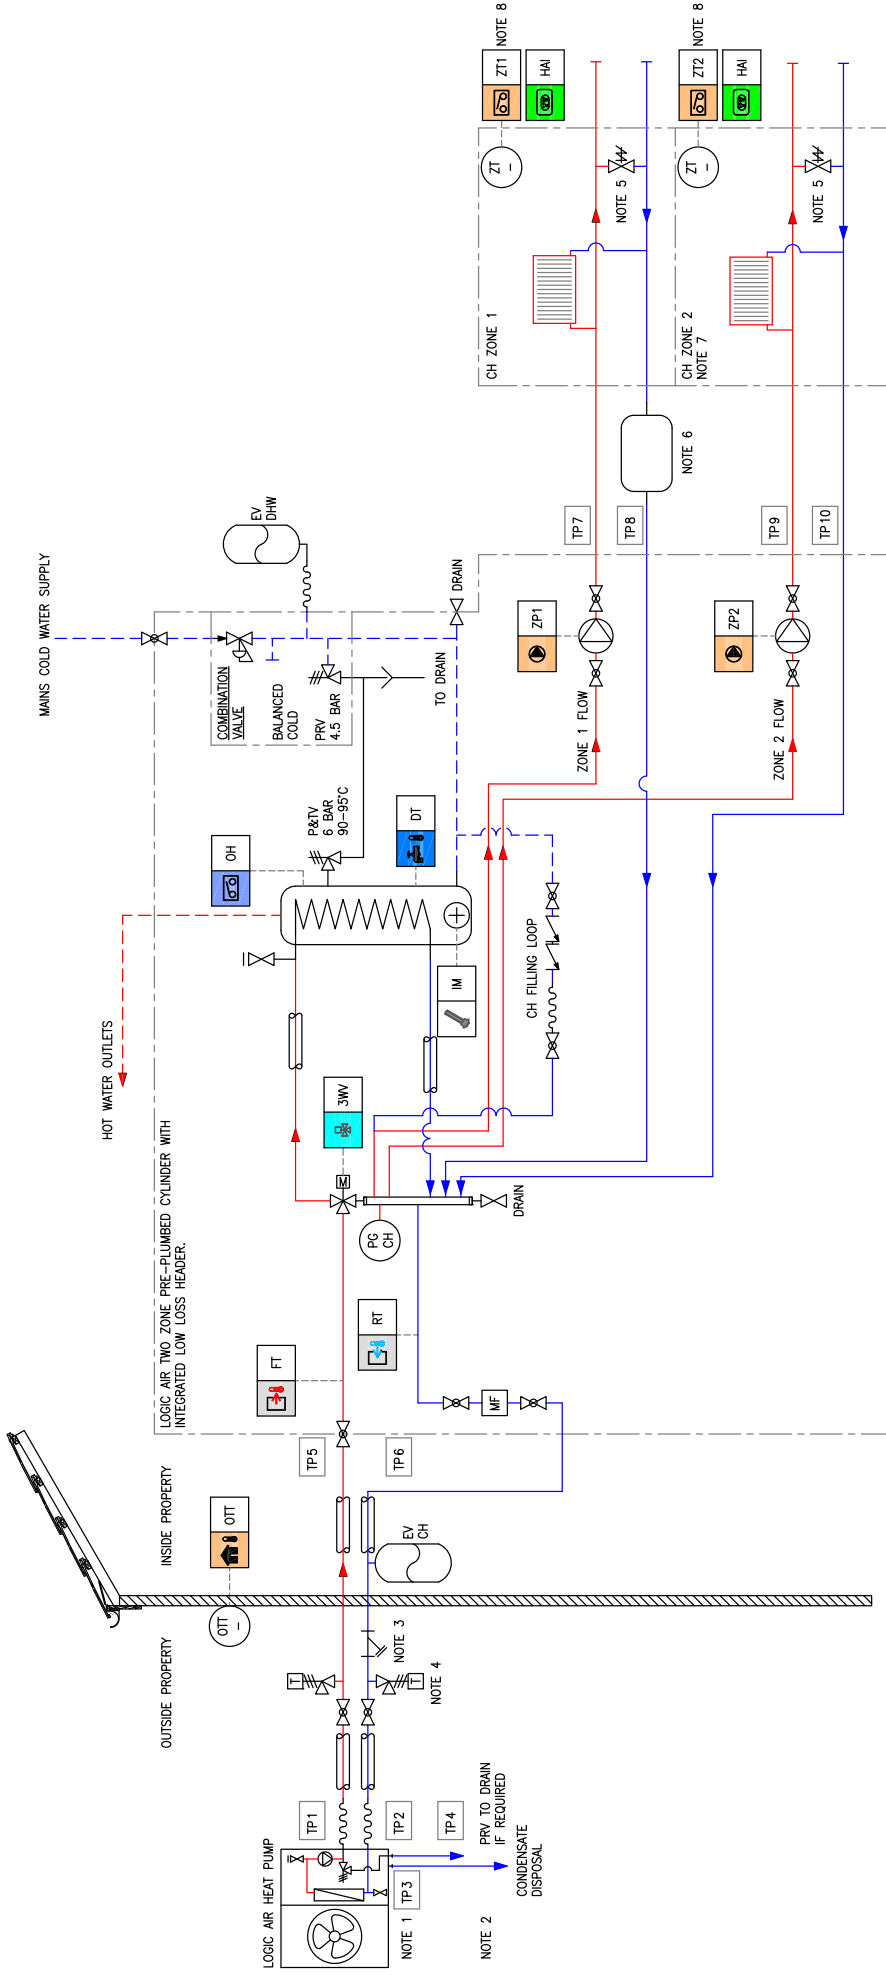 LOGIC AIR HEAT PUMP
NOTE 1
NOTE 2
TP1
TP2
TP3
TP4
PRV TO DRAIN
IF REQUIRED
CONDENSATE
DISPOSAL
T
T
NOTE 4
NOTE 3
OUTSIDE PROPERTY
INSIDE PROPERTY
OTT
–
OTT
EV
CH
TP5
TP6
LOGIC AIR TWO ZONE PRE-PLUMBED CYLINDER WITH
INTEGRATED LOW LOSS HEADER.
FT
RT
MF
PG
CH
M
3WV
DRAIN
HOT WATER OUTLETS
IM
OH
DT
CH FILLING LOOP
P&TV
6 BAR
90-95°C
COMBINATION
VALVE
BALANCED
COLD
PRV
4.5 BAR
TO DRAIN
DRAIN
MAINS COLD WATER SUPPLY
EV
DHW
ZONE 1 FLOW
ZP1
ZONE 2 FLOW
ZP2
TP7
TP8
TP9
TP10
NOTE 6
CH ZONE 1
CH ZONE 2
NOTE 7
NOTE 5
NOTE 5
ZT
–
ZT
–
ZT1
NOTE 8
HAI
ZT2
NOTE 8
HAI